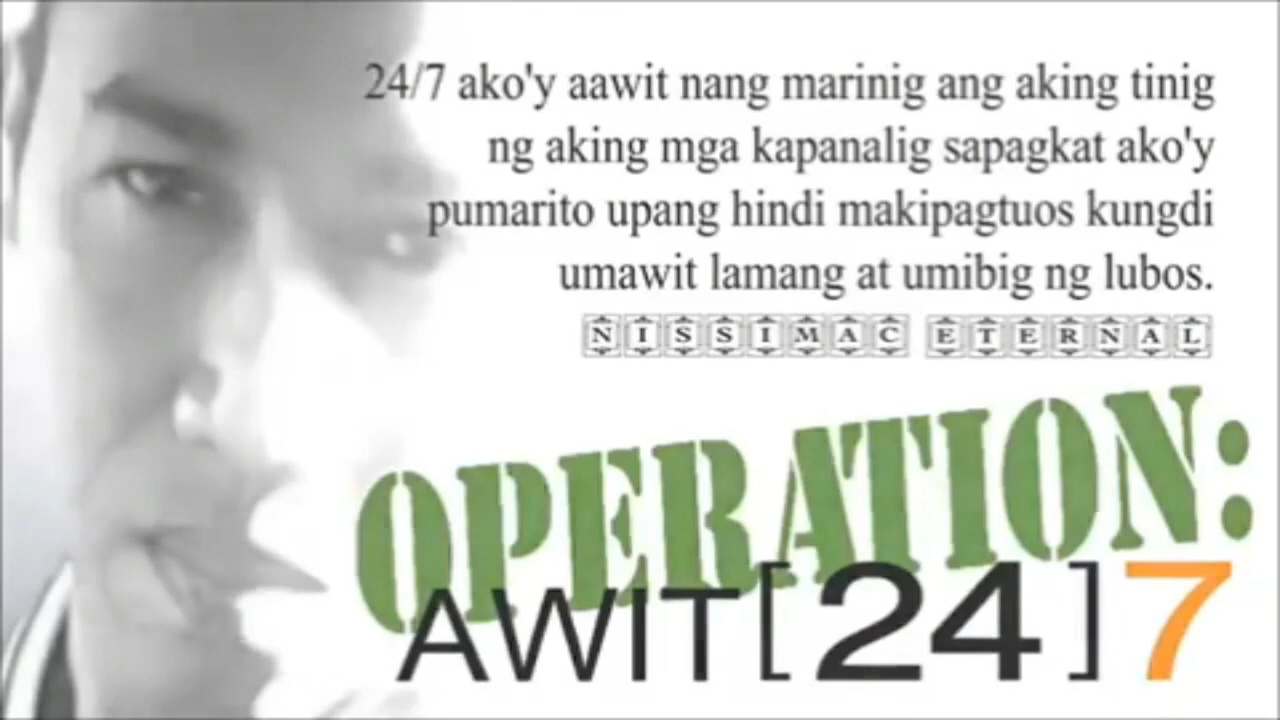 24/7 ako'y aawit nang marinig ang aking tinig
ng aking mga kapanalig sapagkat ako'y
pumarito upang hindi makipagtuos kungdi
umawit lamang at umibig ng lubos.
NISSIMAC ETERNAL
OPERATION:
AWIT[24]7